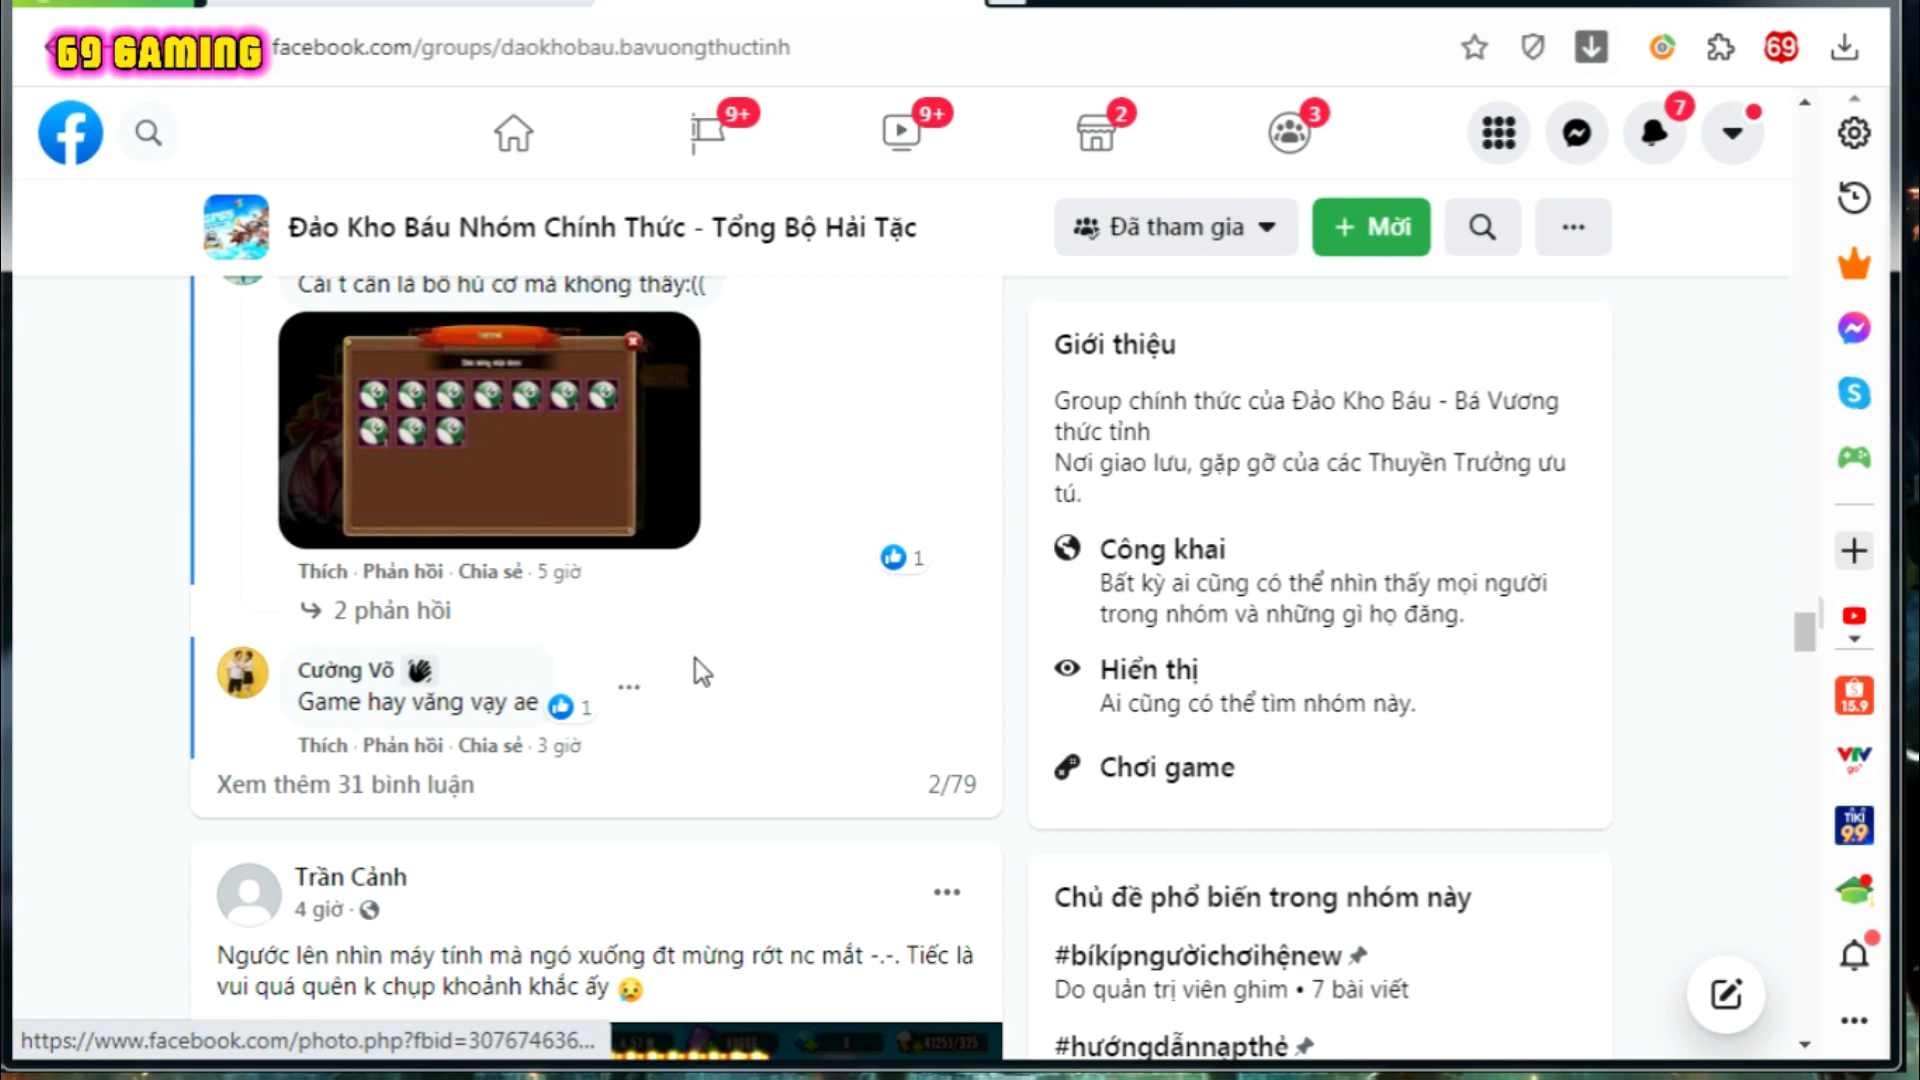 69 GAMING
facebook.com/groups/daokhobau.bavuongthuctinh
69
9+
9+
2
3
7
Đảo Kho Báu Nhóm Chính Thức - Tổng Bộ Hải Tặc
Đã tham gia
+ Mời
Cái t cần là bô hủ cơ mà không thấy:((
Thích · Phản hồi · Chia sẻ · 5 giờ
1
2 phản hồi
Cường Võ
Game hay văng vạy ae
1
Thích · Phản hồi · Chia sẻ · 3 giờ
Xem thêm 31 bình luận
2/79
Trần Cảnh
4 giờ ·
Ngước lên nhìn máy tính mà ngó xuống đt mừng rớt nc mắt -.-. Tiếc là
vui quá quên k chụp khoảnh khắc ấy
https://www.facebook.com/photo.php?fbid=307674636...
41251/325
Giới thiệu
Group chính thức của Đảo Kho Báu - Bá Vương
thức tỉnh
Nơi giao lưu, gặp gỡ của các Thuyền Trưởng ưu
tú.
Công khai
Bất kỳ ai cũng có thể nhìn thấy mọi người
trong nhóm và những gì họ đăng.
Hiển thị
Ai cũng có thể tìm nhóm này.
Chơi game
Chủ đề phổ biến trong nhóm này
#bíkípngườichơihệnew
Do quản trị viên ghim • 7 bài viết
#hướngdẫnnạpthẻ
S
15.9
VTV
go
TIKI
9.9